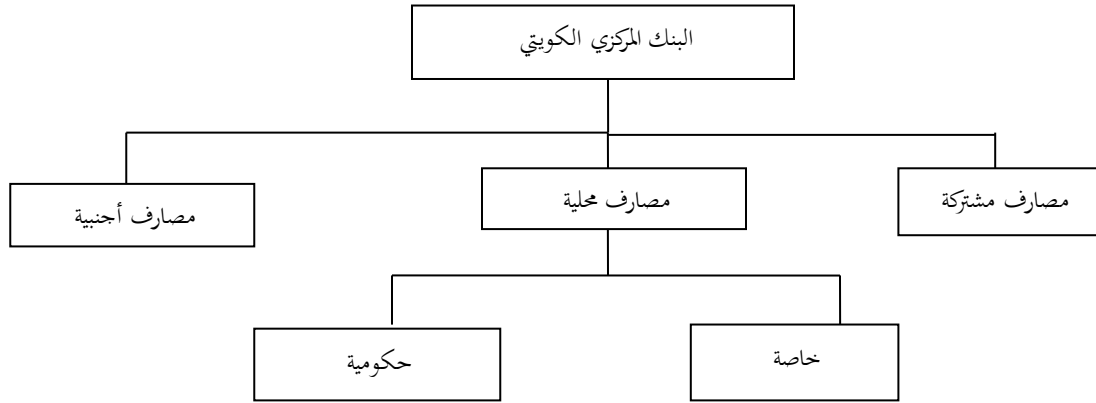 البنك المركزي الكويتي
مصارف مشتركة
مصارف محلية
مصارف أجنبية
خاصة
حكومية